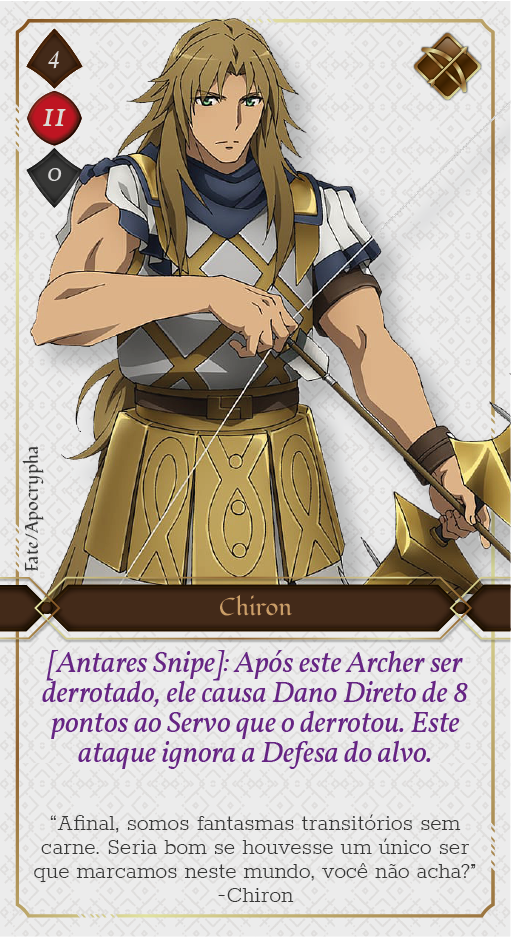 4
II
0
Fate/Apocrypha
Chiron
[Antares Snipe]: Após este Archer ser
derrotado, ele causa Dano Direto de 8
pontos ao Servo que o derrotou. Este
ataque ignora a Defesa do alvo.
“Afinal, somos fantasmas transitórios sem
carne. Seria bom se houvesse um único ser
que marcamos neste mundo, você não acha?”
-Chiron